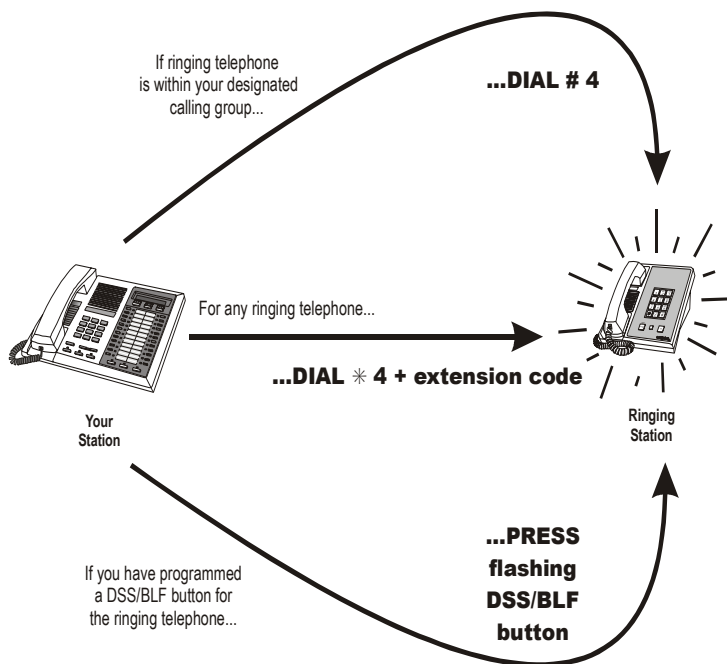 If ringing telephone
is within your designated
calling group...
...DIAL # 4
For any ringing telephone...
...DIAL ✳ 4 + extension code
Your
Station
Ringing
Station
If you have programmed
a DSS/BLF button for
the ringing telephone...
...PRESS
flashing
DSS/BLF
button